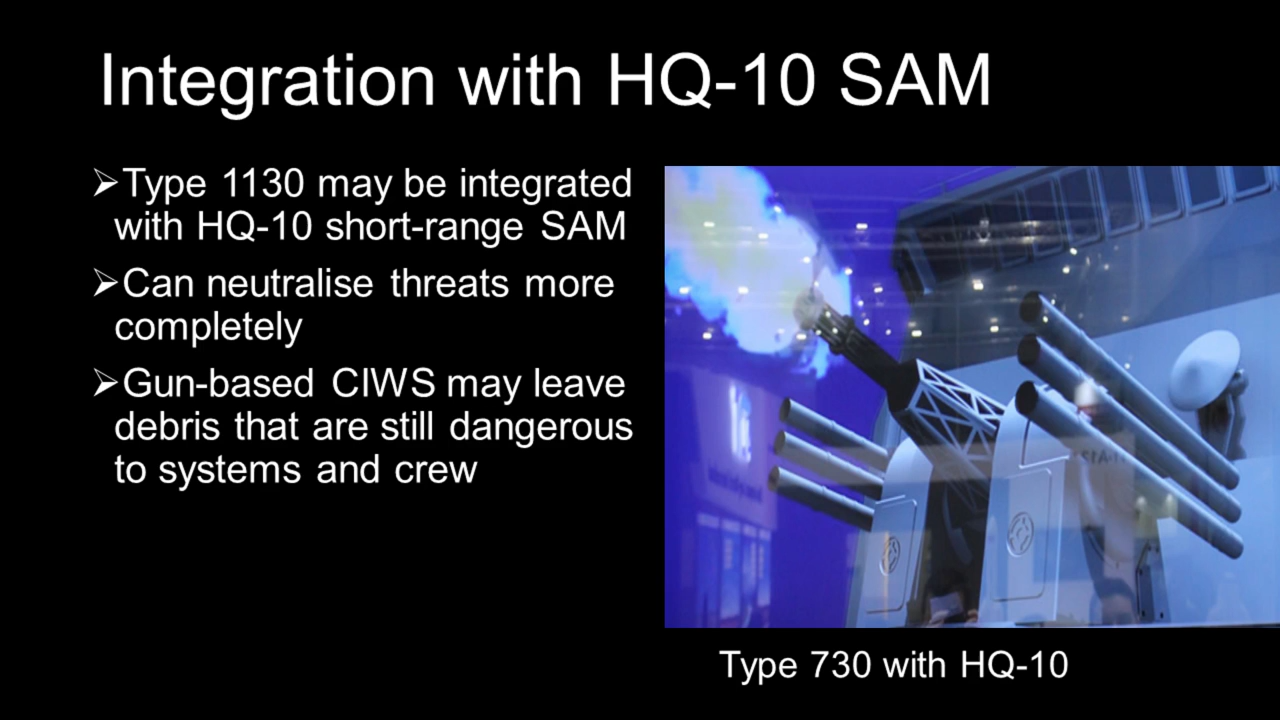 Integration with HQ-10 SAM
➢Type 1130 may be integrated
with HQ-10 short-range SAM
➢Can neutralise threats more
completely
➢Gun-based CIWS may leave
debris that are still dangerous
to systems and crew
Type 730 with HQ-10